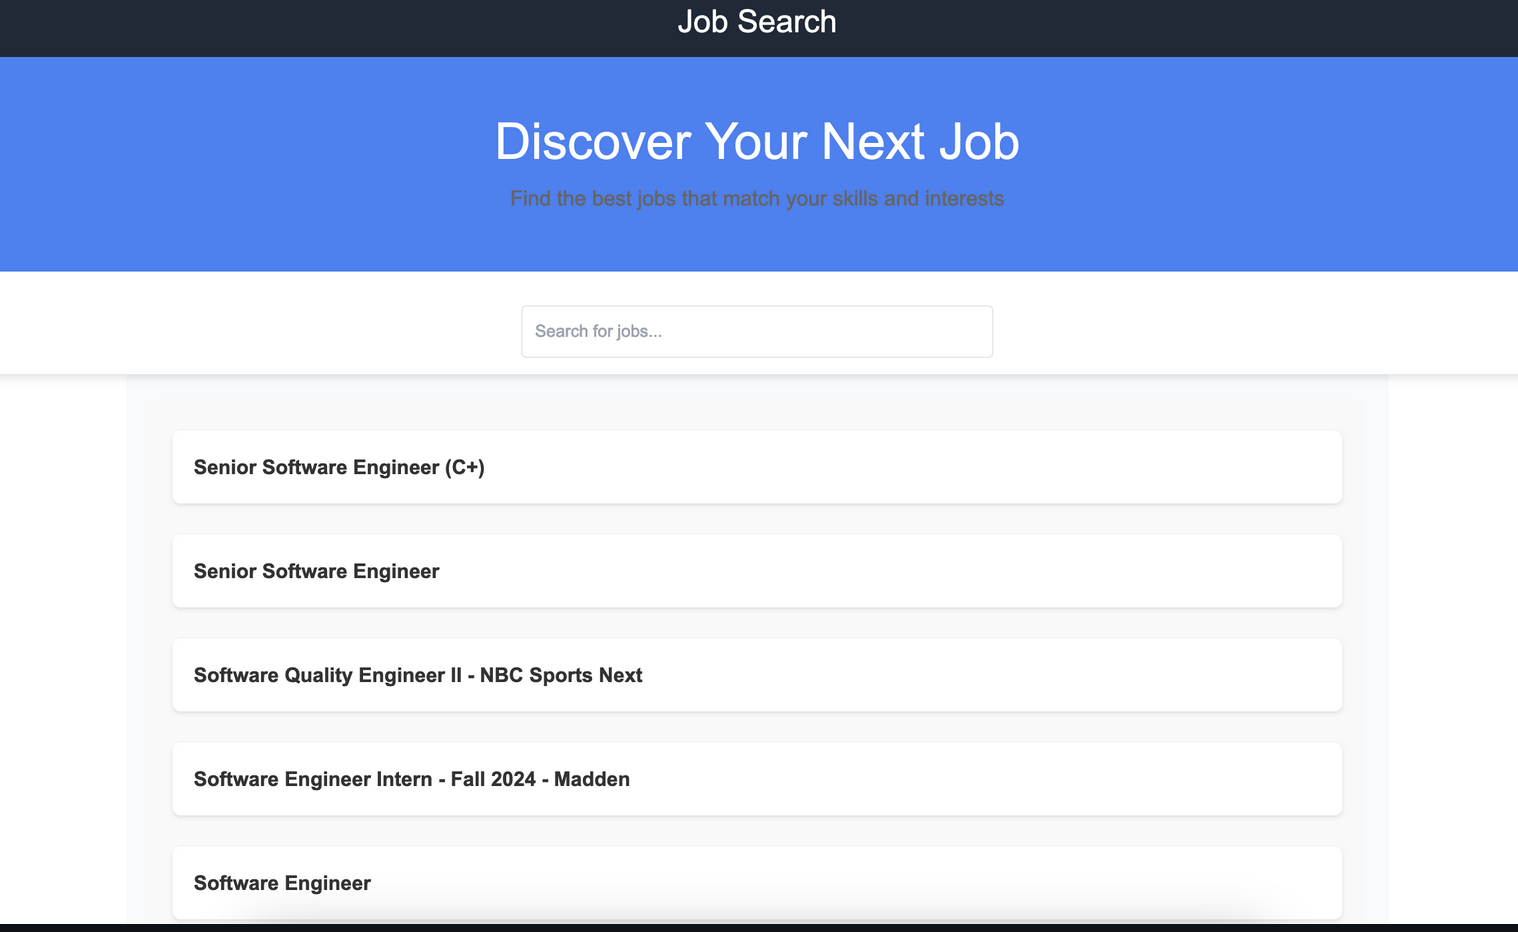 Job Search
Discover Your Next Job
Find the best jobs that match your skills and interests
Search for jobs...
Senior Software Engineer (C+)
Senior Software Engineer
Software Quality Engineer II - NBC Sports Next
Software Engineer Intern - Fall 2024 - Madden
Software Engineer